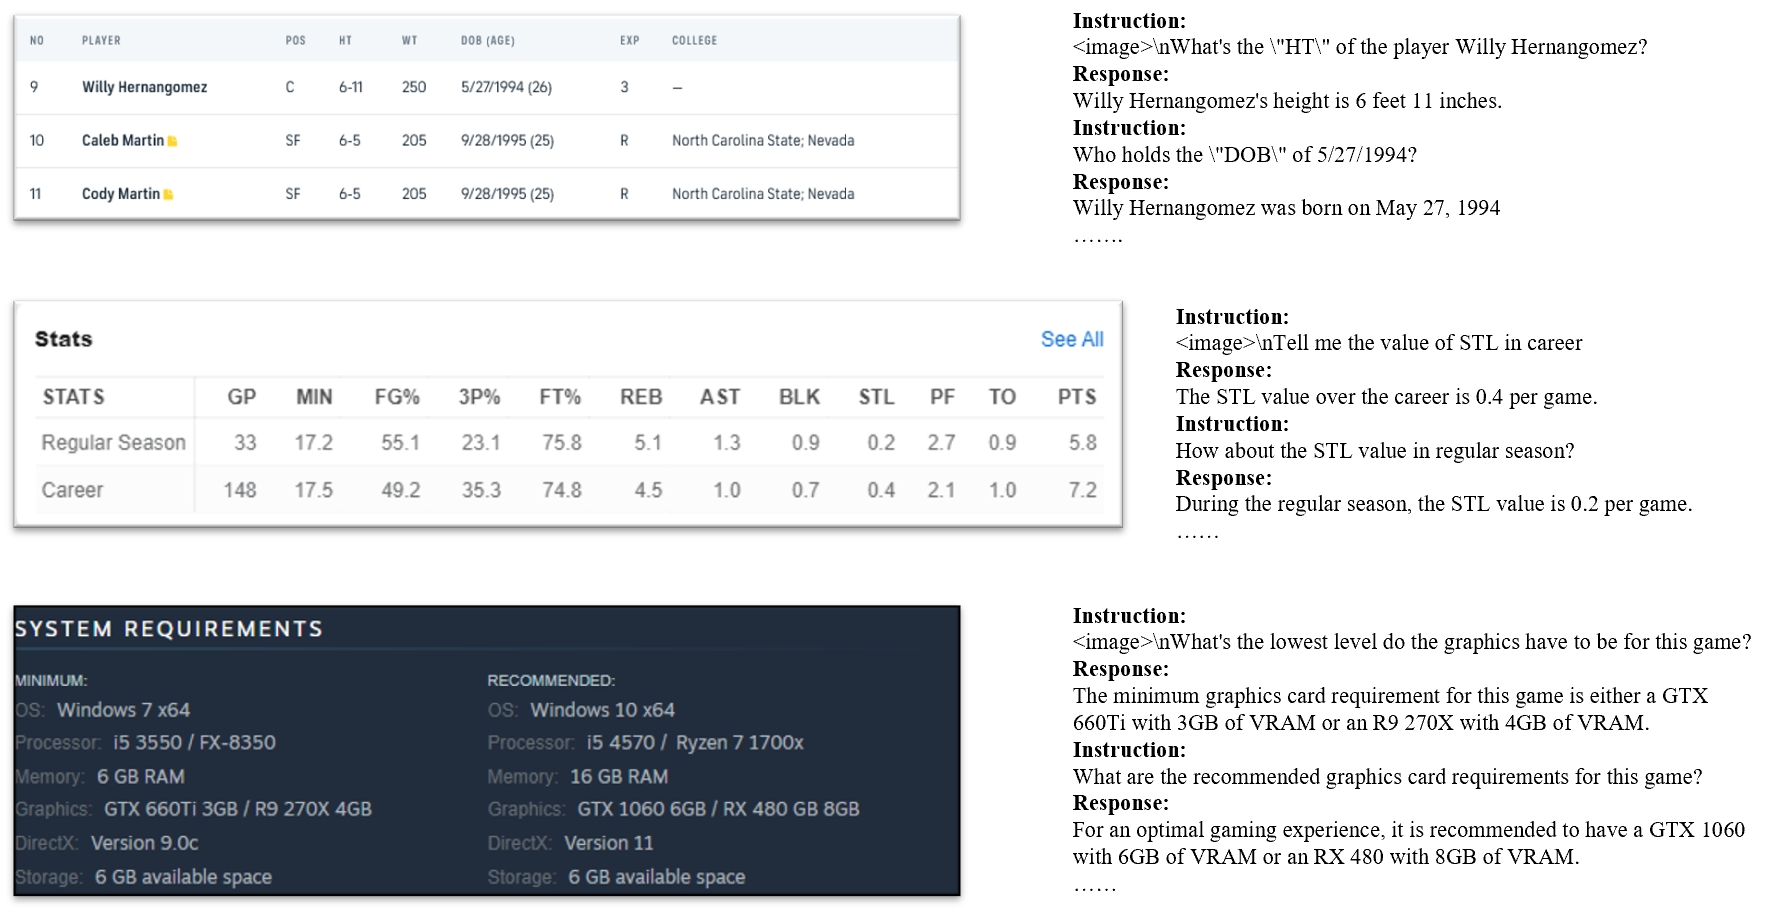 NO PLAYER POS HT WT DOB (AGE) EXP COLLEGE
9 Willy Hernangomez C 6-11 250 5/27/1994 (26) 3 –
10 Caleb Martin SF 6-5 205 9/28/1995 (25) R North Carolina State; Nevada
11 Cody Martin SF 6-5 205 9/28/1995 (25) R North Carolina State; Nevada
Instruction:
<image>\nWhat's the \"HT\" of the player Willy Hernangomez?
Response:
Willy Hernangomez's height is 6 feet 11 inches.
Instruction:
Who holds the \"DOB\" of 5/27/1994?
Response:
Willy Hernangomez was born on May 27, 1994
.......
Stats See All
STATS GP MIN FG% 3P% FT% REB AST BLK STL PF TO PTS
Regular Season 33 17.2 55.1 23.1 75.8 5.1 1.3 0.9 0.2 2.7 0.9 5.8
Career 148 17.5 49.2 35.3 74.8 4.5 1.0 0.7 0.4 2.1 1.0 7.2
Instruction:
<image>\nTell me the value of STL in career
Response:
The STL value over the career is 0.4 per game.
Instruction:
How about the STL value in regular season?
Response:
During the regular season, the STL value is 0.2 per game.
......
SYSTEM REQUIREMENTS
MINIMUM:
OS: Windows 7 x64
Processor: i5 3550 / FX-8350
Memory: 6 GB RAM
Graphics: GTX 660Ti 3GB / R9 270X 4GB
DirectX: Version 9.0c
Storage: 6 GB available space
RECOMMENDED:
OS: Windows 10 x64
Processor: i5 4570 / Ryzen 7 1700x
Memory: 16 GB RAM
Graphics: GTX 1060 6GB / RX 480 GB 8GB
DirectX: Version 11
Storage: 6 GB available space
Instruction:
<image>\nWhat's the lowest level do the graphics have to be for this game?
Response:
The minimum graphics card requirement for this game is either a GTX
660Ti with 3GB of VRAM or an R9 270X with 4GB of VRAM.
Instruction:
What are the recommended graphics card requirements for this game?
Response:
For an optimal gaming experience, it is recommended to have a GTX 1060
with 6GB of VRAM or an RX 480 with 8GB of VRAM.
......